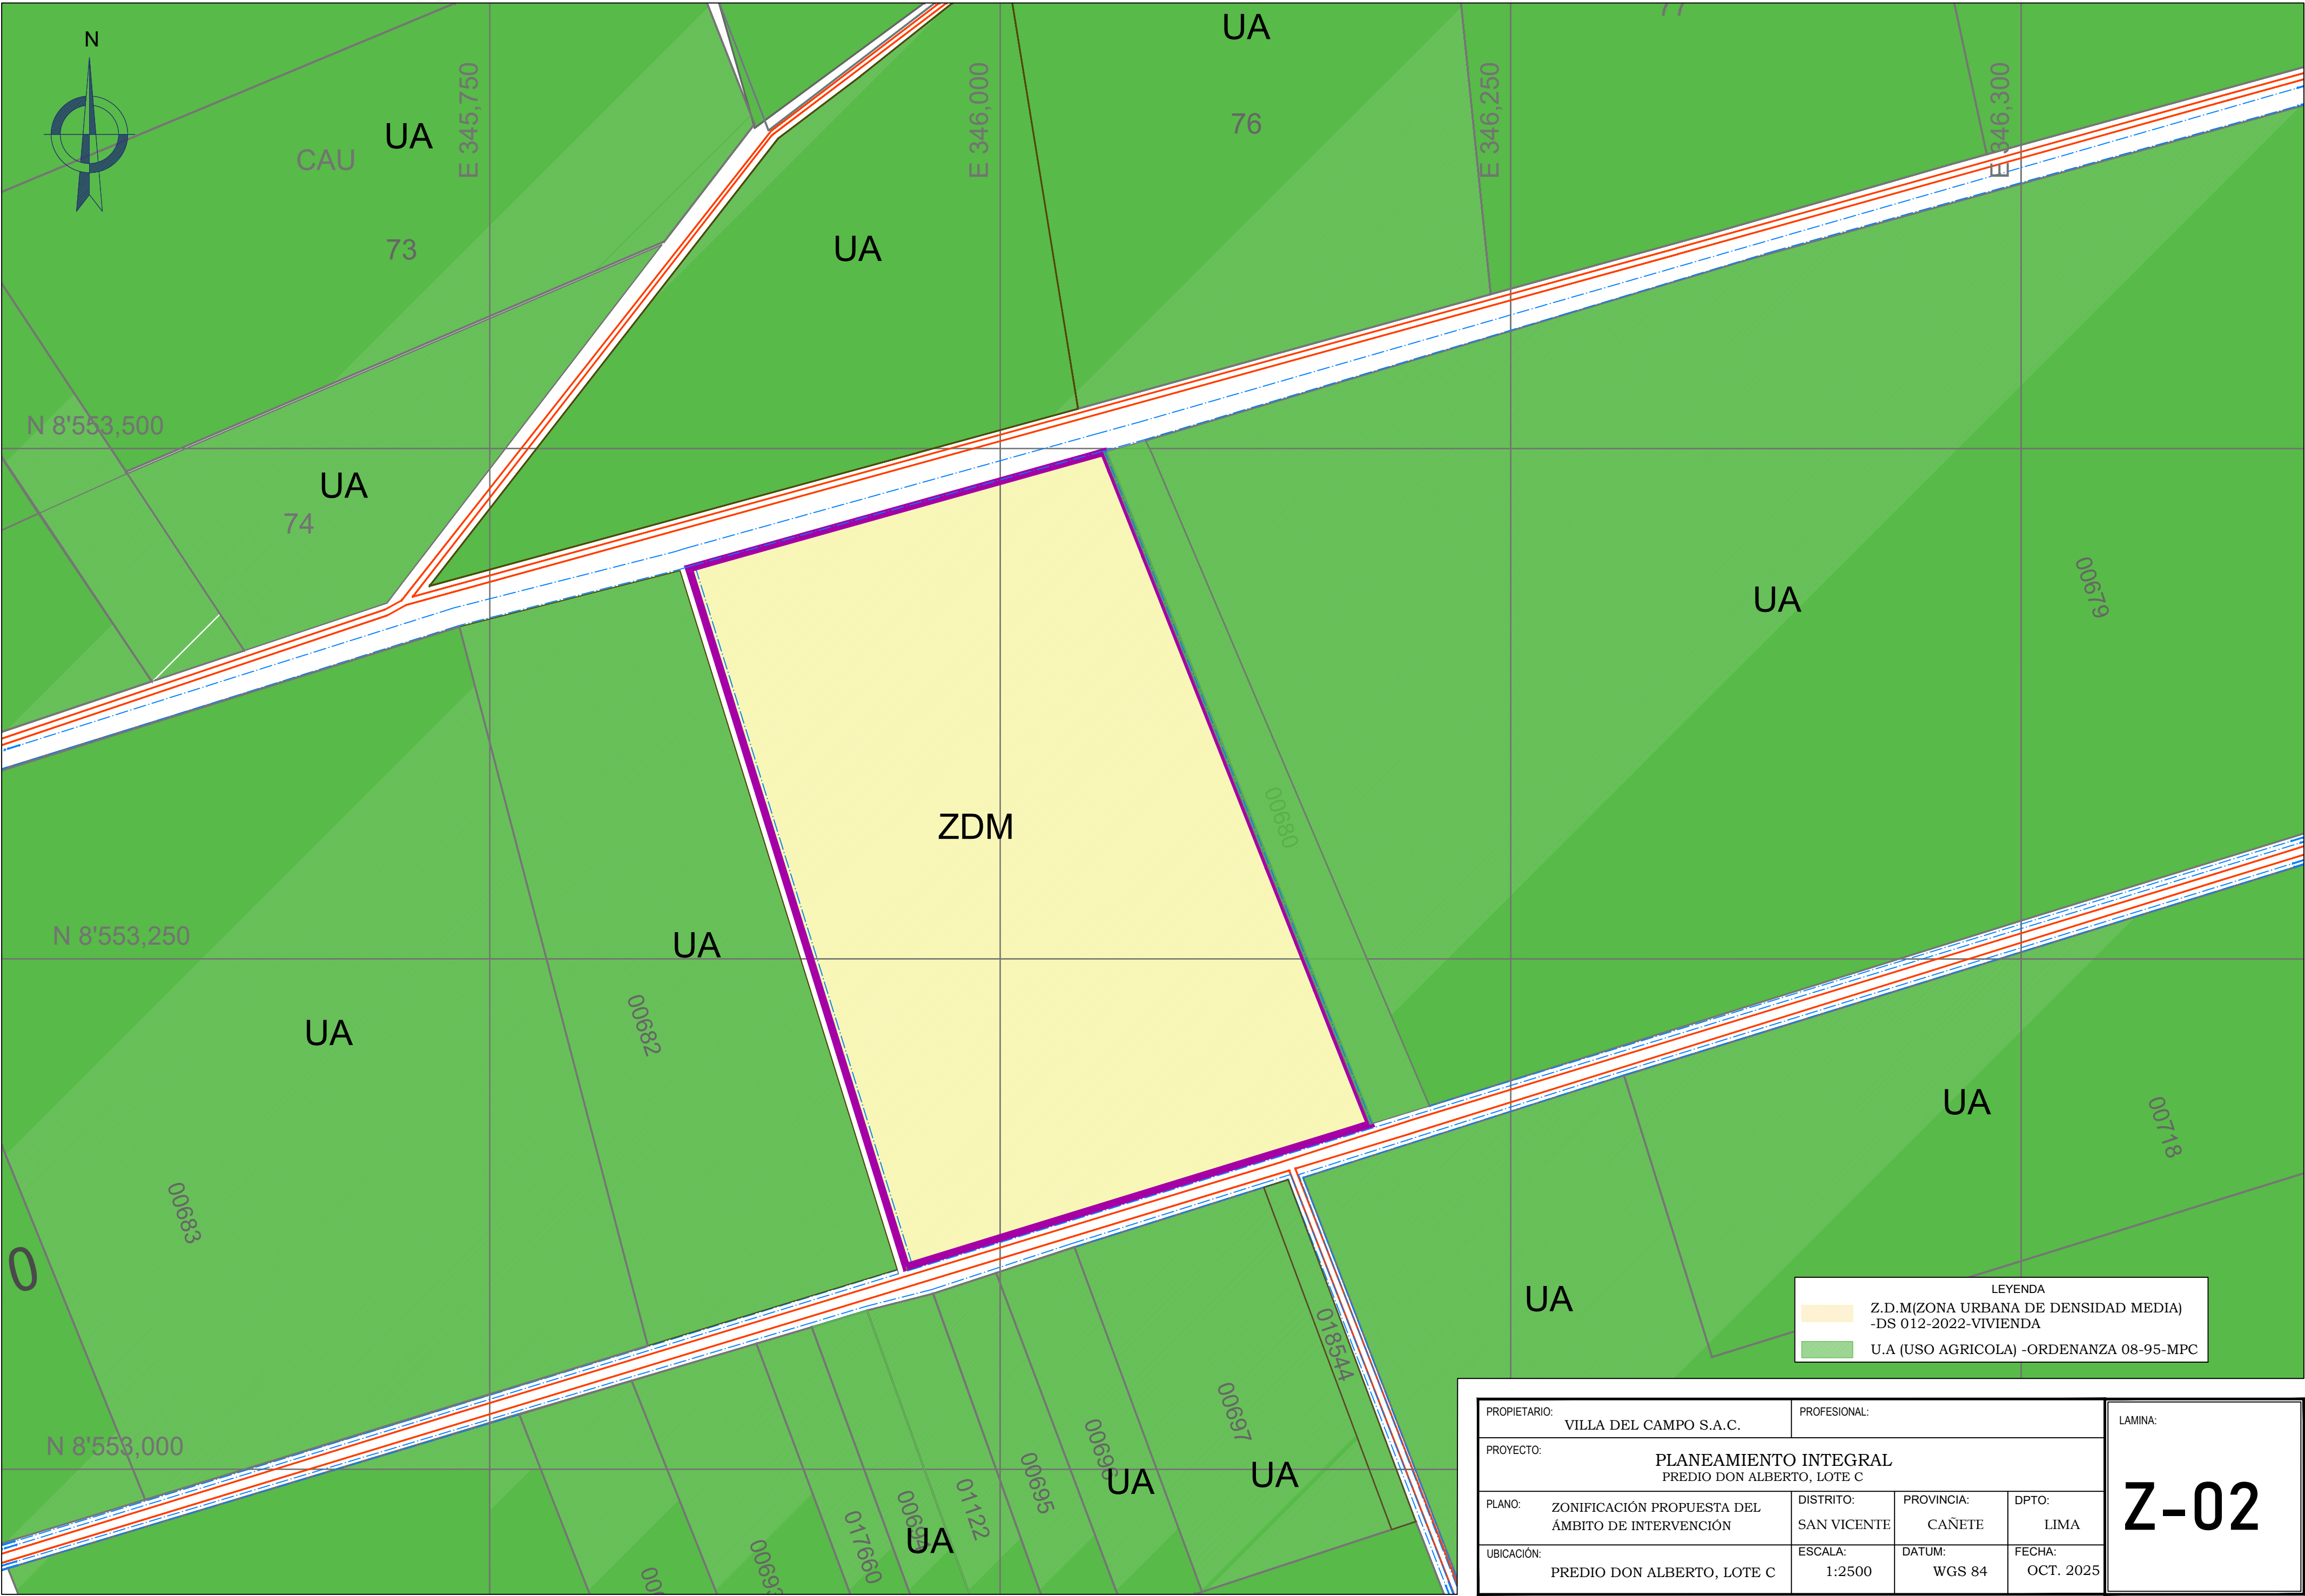 N
UA
76
E 345,750
E 346,000
E 346,250
E 346,300
UA
CAU
73
UA
N 8'553,500
UA
74
UA
00679
ZDM
00680
N 8'553,250
UA
00682
UA
UA
00718
00683
0
UA
018544
N 8'553,000
00697
00696
UA
UA
00695
01122
00694
UA
017660
00693
LEYENDA
Z.D.M(ZONA URBANA DE DENSIDAD MEDIA)
-DS 012-2022-VIVIENDA
U.A (USO AGRICOLA) -ORDENANZA 08-95-MPC
PROPIETARIO: VILLA DEL CAMPO S.A.C.
PROFESIONAL:
PROYECTO: PLANEAMIENTO INTEGRAL
PREDIO DON ALBERTO, LOTE C
PLANO: ZONIFICACIÓN PROPUESTA DEL
ÁMBITO DE INTERVENCIÓN
DISTRITO: SAN VICENTE
PROVINCIA: CAÑETE
DPTO: LIMA
UBICACIÓN: PREDIO DON ALBERTO, LOTE C
ESCALA: 1:2500
DATUM: WGS 84
FECHA: OCT. 2025
LAMINA:
Z-02